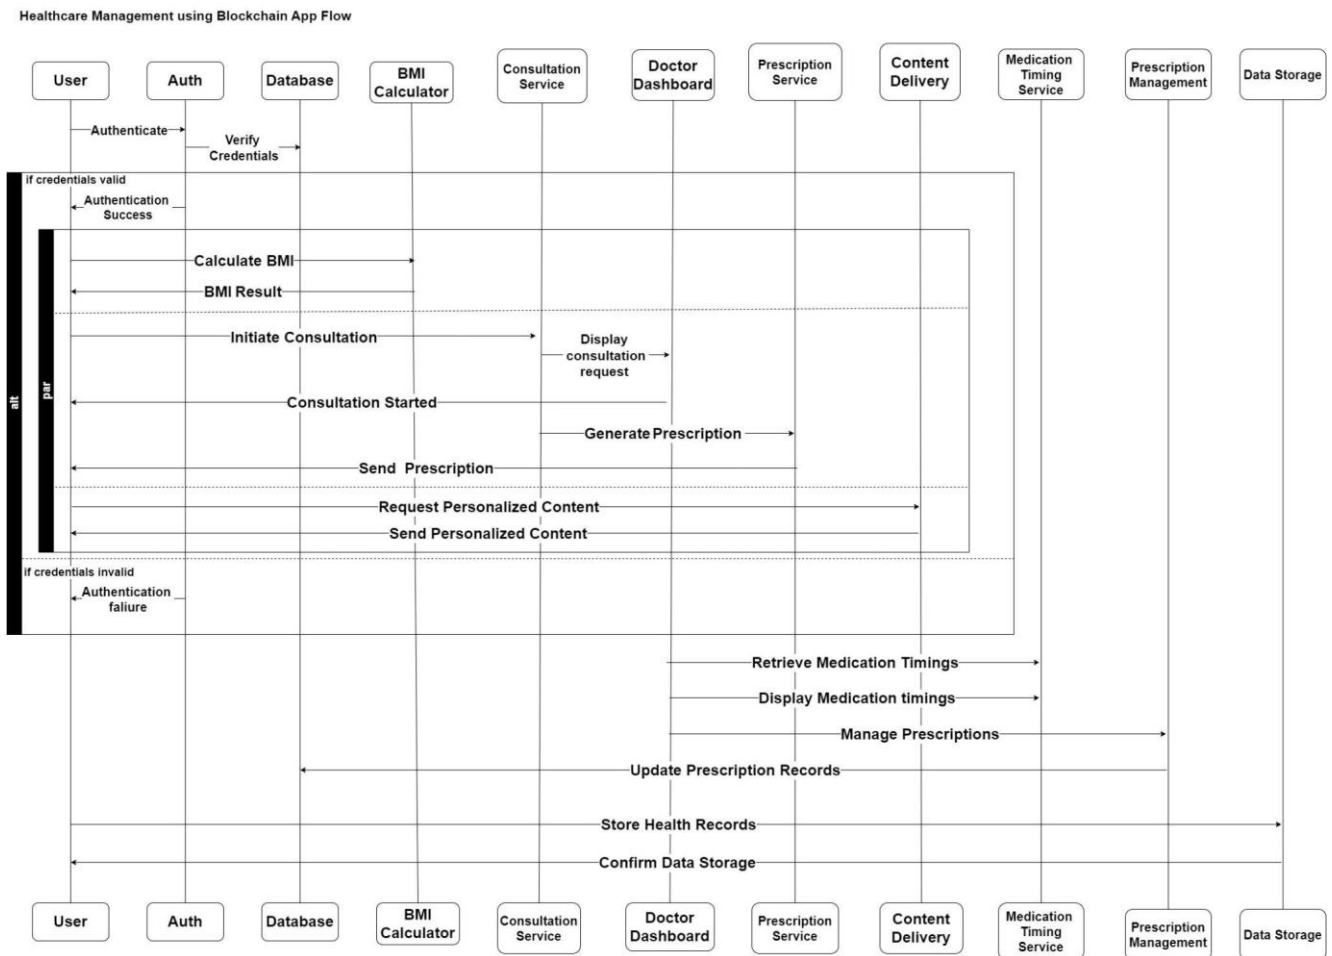 Healthcare Management using Blockchain App Flow
User
Auth
Database
BMI
Calculator
Consultation
Service
Doctor
Dashboard
Prescription
Service
Content
Delivery
Medication
Timing
Service
Prescription
Management
Data Storage
Authenticate
Verify
Credentials
if credentials valid
Authentication
Success
Calculate BMI
BMI Result
Initiate Consultation
Display
consultation
request
par
alt
Consultation Started
Generate Prescription
Send Prescription
Request Personalized Content
Send Personalized Content
if credentials invalid
Authentication
faliure
Retrieve Medication Timings
Display Medication timings
Manage Prescriptions
Update Prescription Records
Store Health Records
Confirm Data Storage
User
Auth
Database
BMI
Calculator
Consultation
Service
Doctor
Dashboard
Prescription
Service
Content
Delivery
Medication
Timing
Service
Prescription
Management
Data Storage